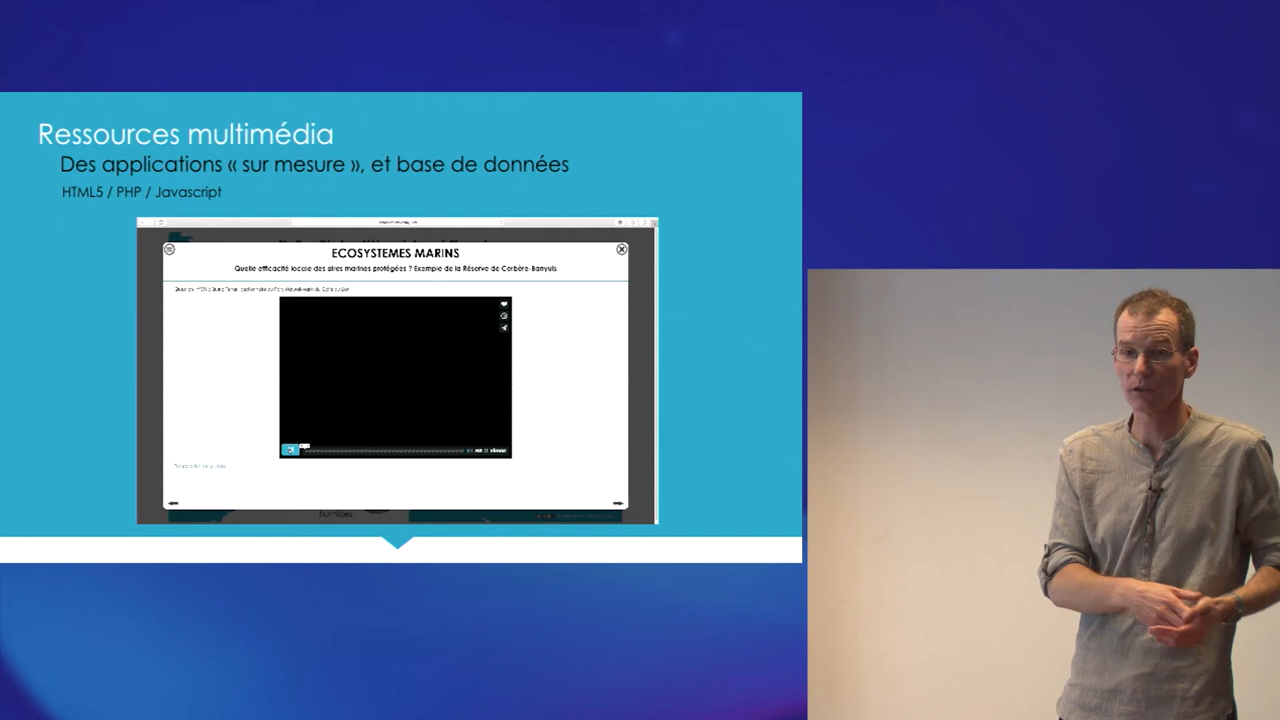 Ressources multimédia
Des applications « sur mesure », et base de données
HTML5 / PHP / Javascript
ECOSYSTEMES MARINS
Quelle efficacité locale des aires marines protégées ? Exemple de la Réserve de Cerbère-Banyuls
humides